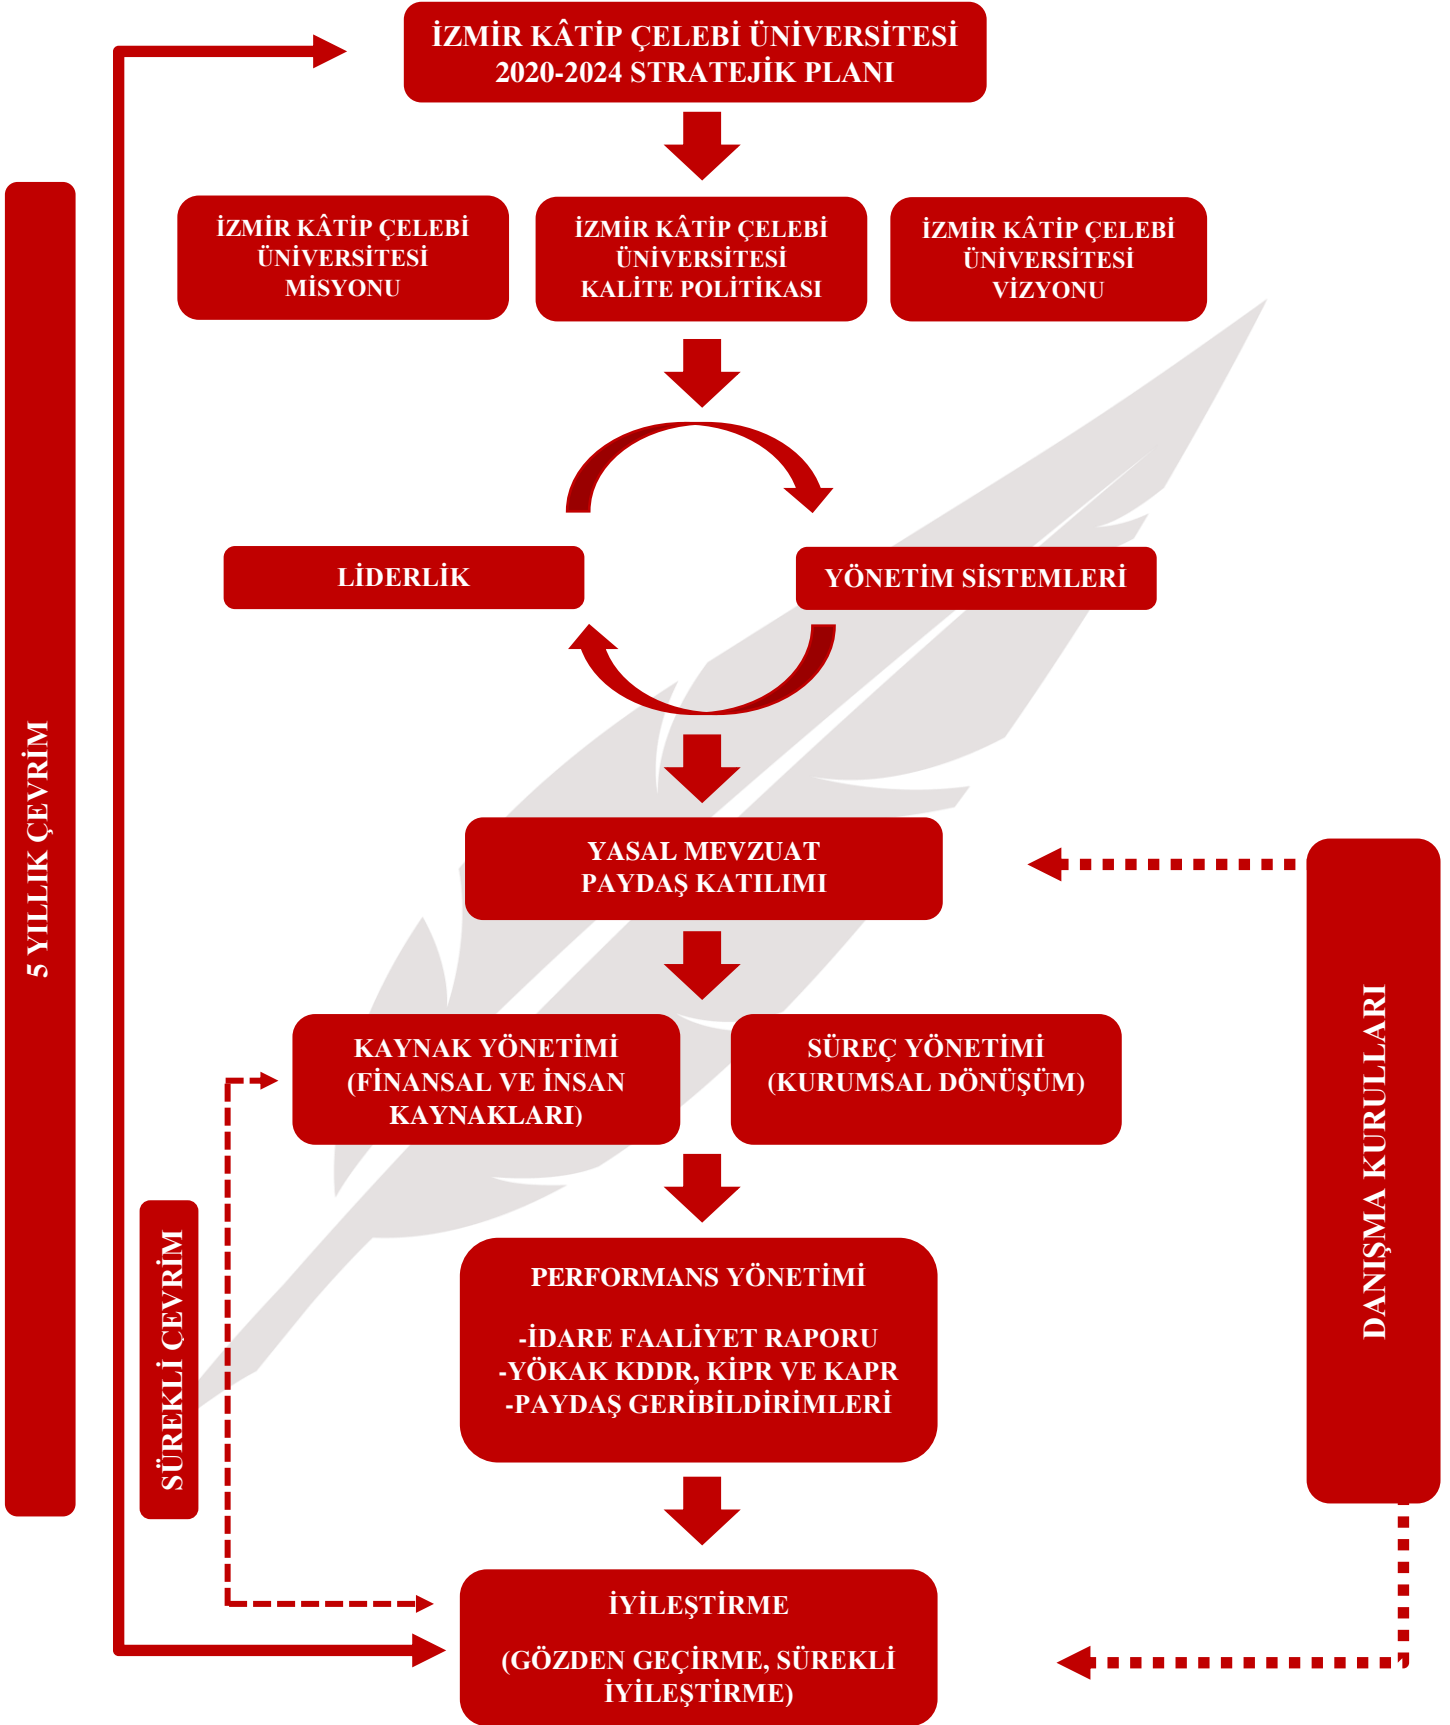 İZMİR KÂTİP ÇELEBİ ÜNİVERSİTESİ
2020-2024 STRATEJİK PLANI
İZMİR KÂTİP ÇELEBİ
ÜNİVERSİTESİ
MİSYONU
İZMİR KÂTİP ÇELEBİ
ÜNİVERSİTESİ
KALİTE POLİTİKASI
İZMİR KÂTİP ÇELEBİ
ÜNİVERSİTESİ
VİZYONU
LİDERLİK
YÖNETİM SİSTEMLERİ
5 YILLIK ÇEVRİM
YASAL MEVZUAT
PAYDAŞ KATILIMI
KAYNAK YÖNETİMİ
(FİNANSAL VE İNSAN
KAYNAKLARI)
SÜREÇ YÖNETİMİ
(KURUMSAL DÖNÜŞÜM)
DANIŞMA KURULLARI
SÜREKLİ ÇEVRİM
PERFORMANS YÖNETİMİ
-İDARE FAALİYET RAPORU
-YÖKAK KDDR, KİPR VE KAPR
-PAYDAŞ GERİBİLDİRİMLERİ
İYİLEŞTİRME
(GÖZDEN GEÇİRME, SÜREKLİ
İYİLEŞTİRME)